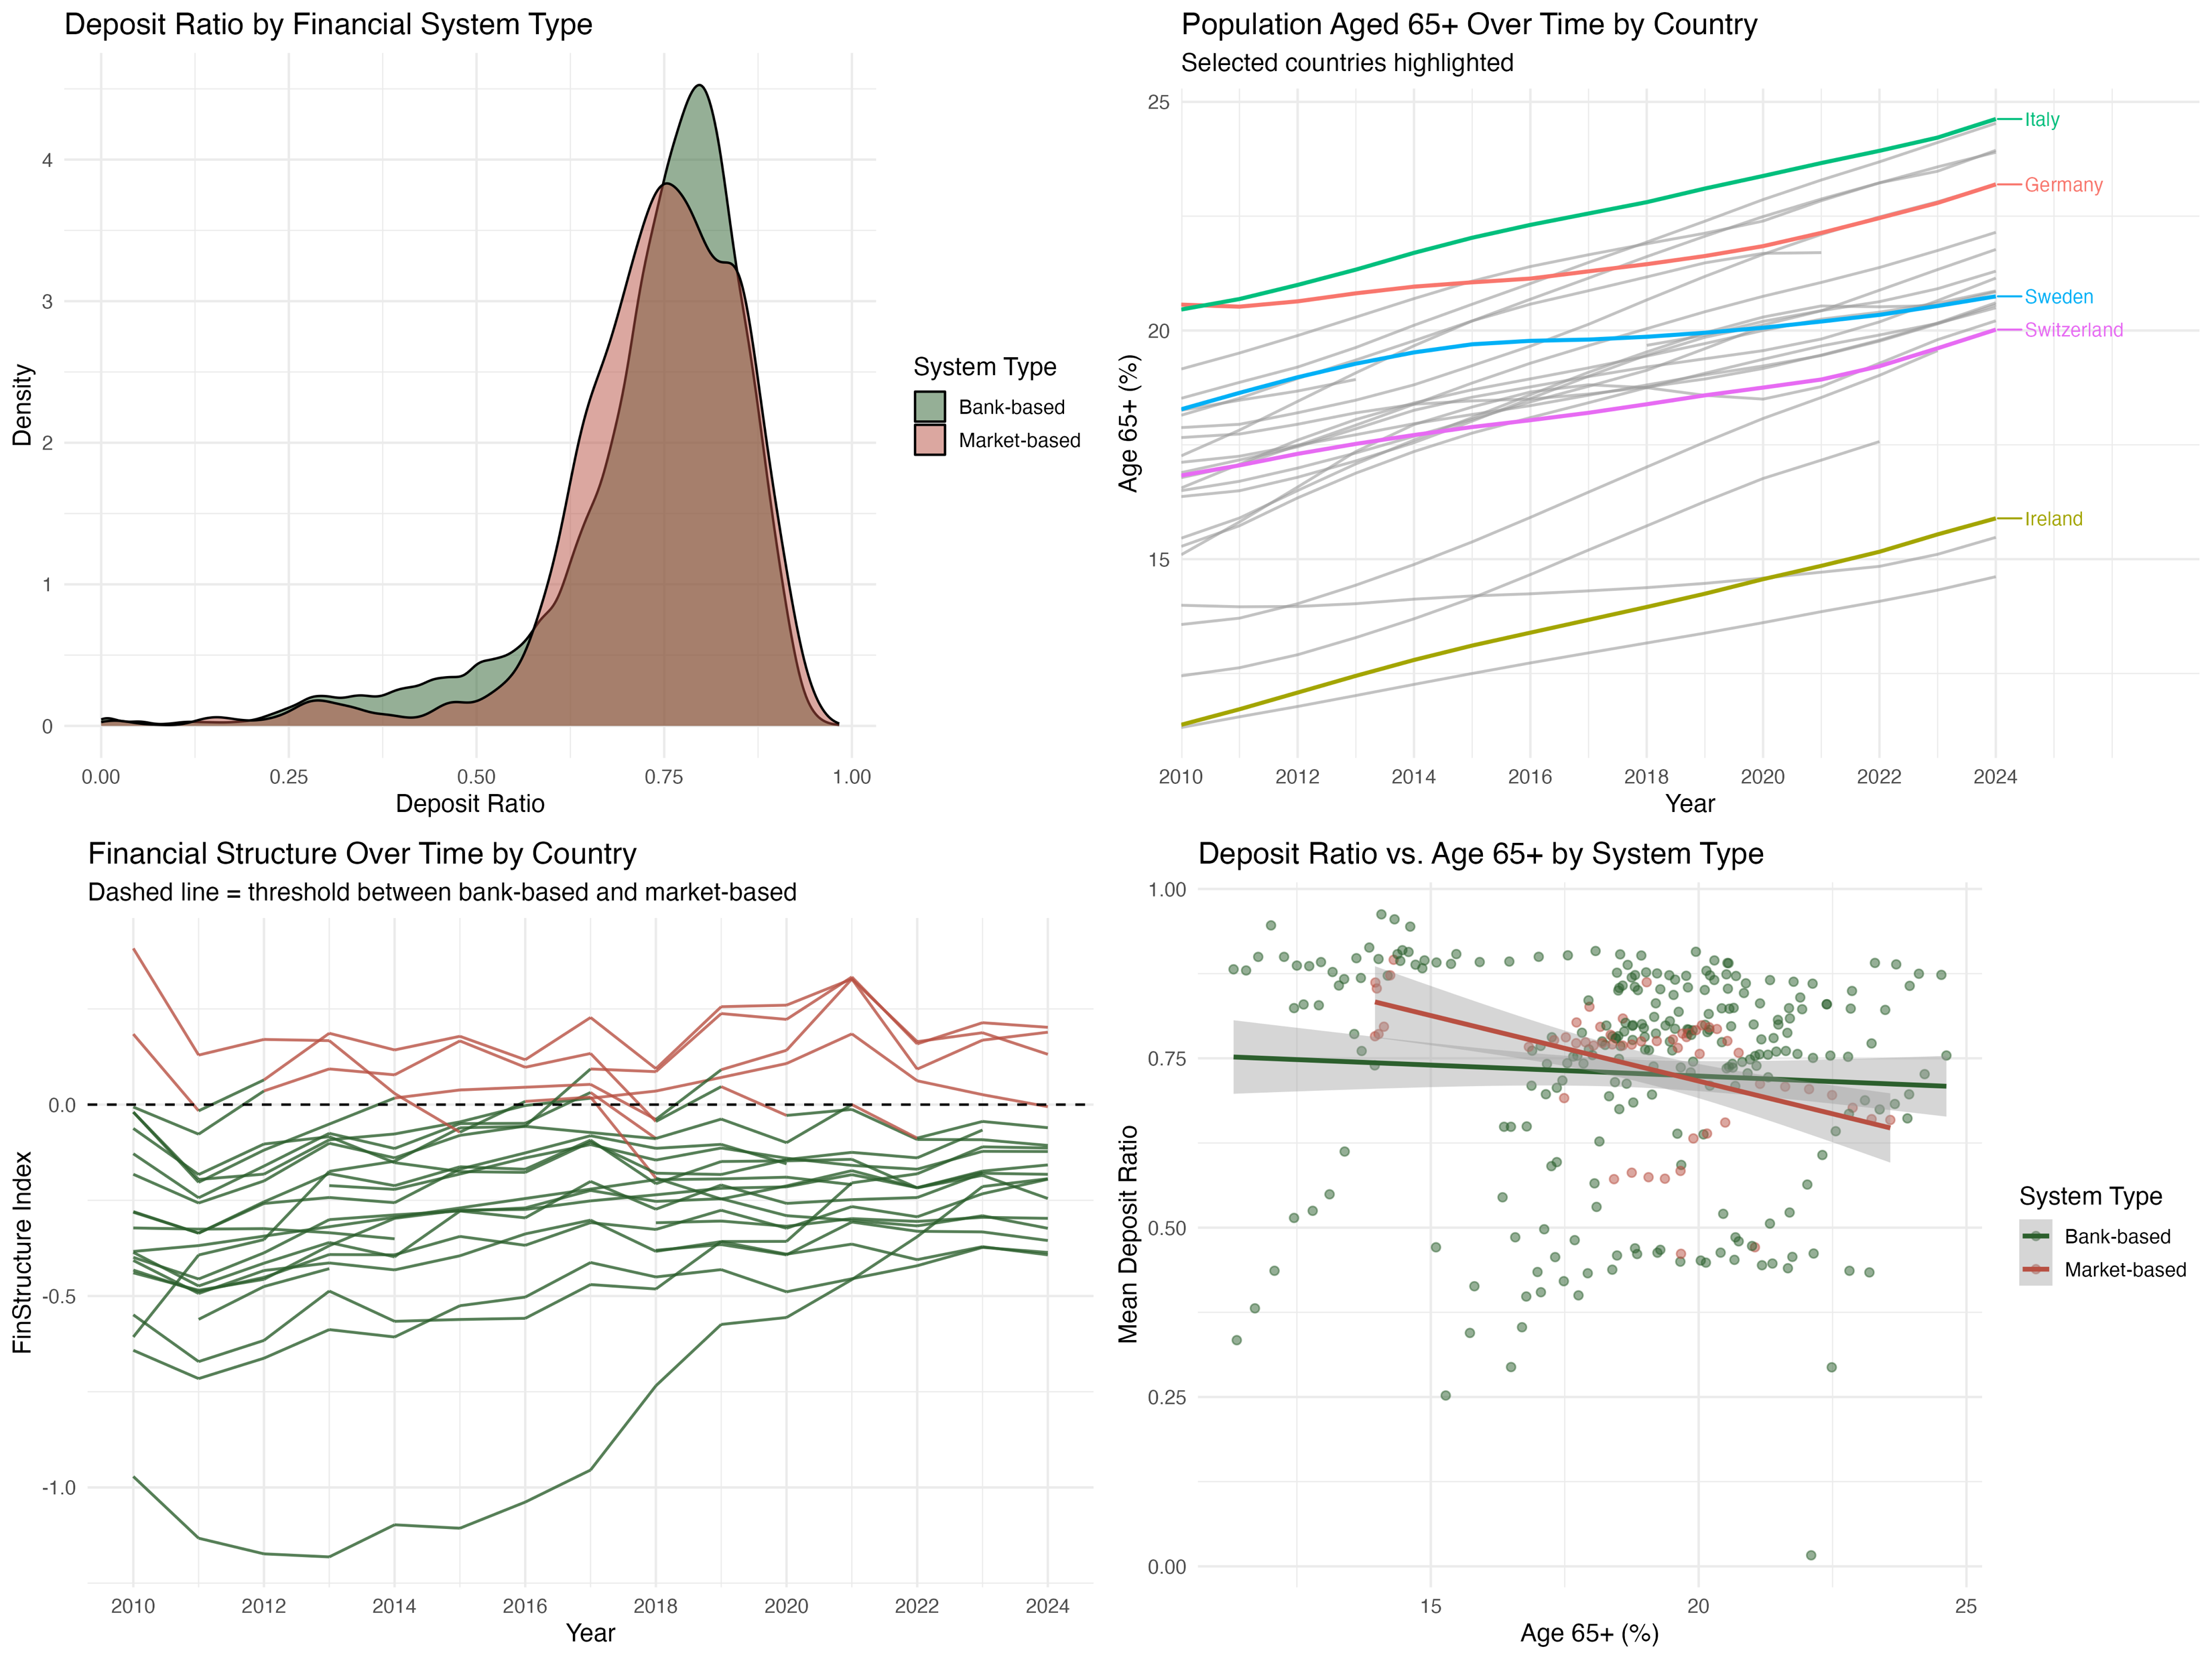 Deposit Ratio by Financial System Type
Density
4
3
2
1
0
0.00 0.25 0.50 0.75 1.00
Deposit Ratio
System Type
Bank-based
Market-based
Population Aged 65+ Over Time by Country
Selected countries highlighted
Age 65+ (%)
25
20
15
Italy
Germany
Sweden
Switzerland
Ireland
2010 2012 2014 2016 2018 2020 2022 2024
Year
Financial Structure Over Time by Country
Dashed line = threshold between bank-based and market-based
FinStructure Index
0.0
-0.5
-1.0
2010 2012 2014 2016 2018 2020 2022 2024
Year
Deposit Ratio vs. Age 65+ by System Type
Mean Deposit Ratio
1.00
0.75
0.50
0.25
0.00
15 20 25
Age 65+ (%)
System Type
Bank-based
Market-based